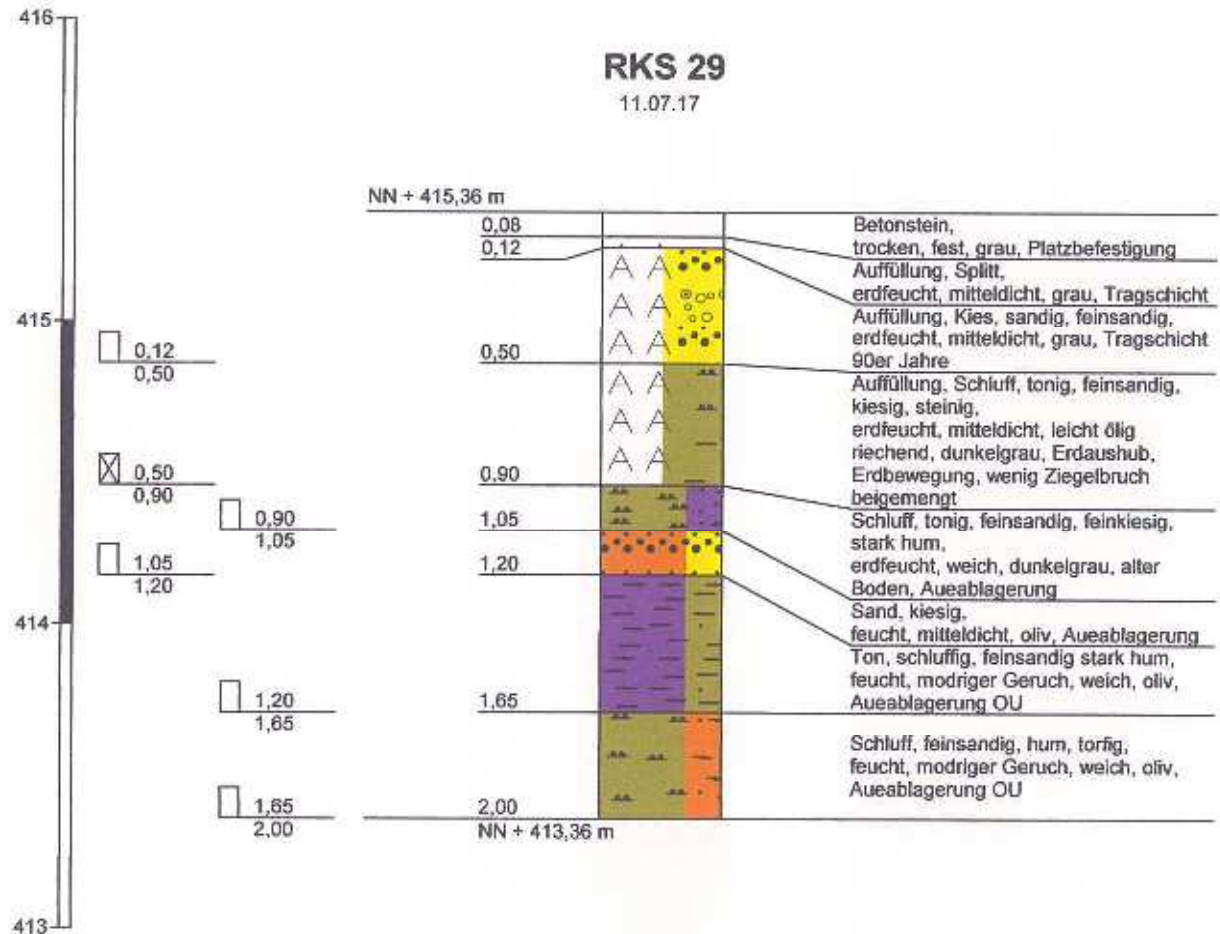 416
RKS 29
11.07.17
NN + 415,36 m
0,08
Betonstein,
trocken, fest, grau, Platzbefestigung
0,12
Auffüllung, Splitt,
erdfeucht, mitteldicht, grau, Tragschicht
415
Auffüllung, Kies, sandig, feinsandig,
erdfeucht, mitteldicht, grau, Tragschicht
90er Jahre
0,12
0,50
0,50
Auffüllung, Schluff, tonig, feinsandig,
kiesig, steinig,
erdfeucht, mitteldicht, leicht ölig
riechend, dunkelgrau, Erdaushub,
Erdbewegung, wenig Ziegelbruch
beigemengt
0,50
0,90
0,90
0,90
1,05
1,05
Schluff, tonig, feinsandig, feinkiesig,
stark hum,
erdfeucht, weich, dunkelgrau, alter
Boden, Aueablagerung
1,05
1,20
1,20
Sand, kiesig,
feucht, mitteldicht, oliv, Aueablagerung
414
Ton, schluffig, feinsandig stark hum,
feucht, modriger Geruch, weich, oliv,
Aueablagerung OU
1,20
1,65
1,65
Schluff, feinsandig, hum, torfig,
feucht, modriger Geruch, weich, oliv,
Aueablagerung OU
1,65
2,00
2,00
NN + 413,36 m
413